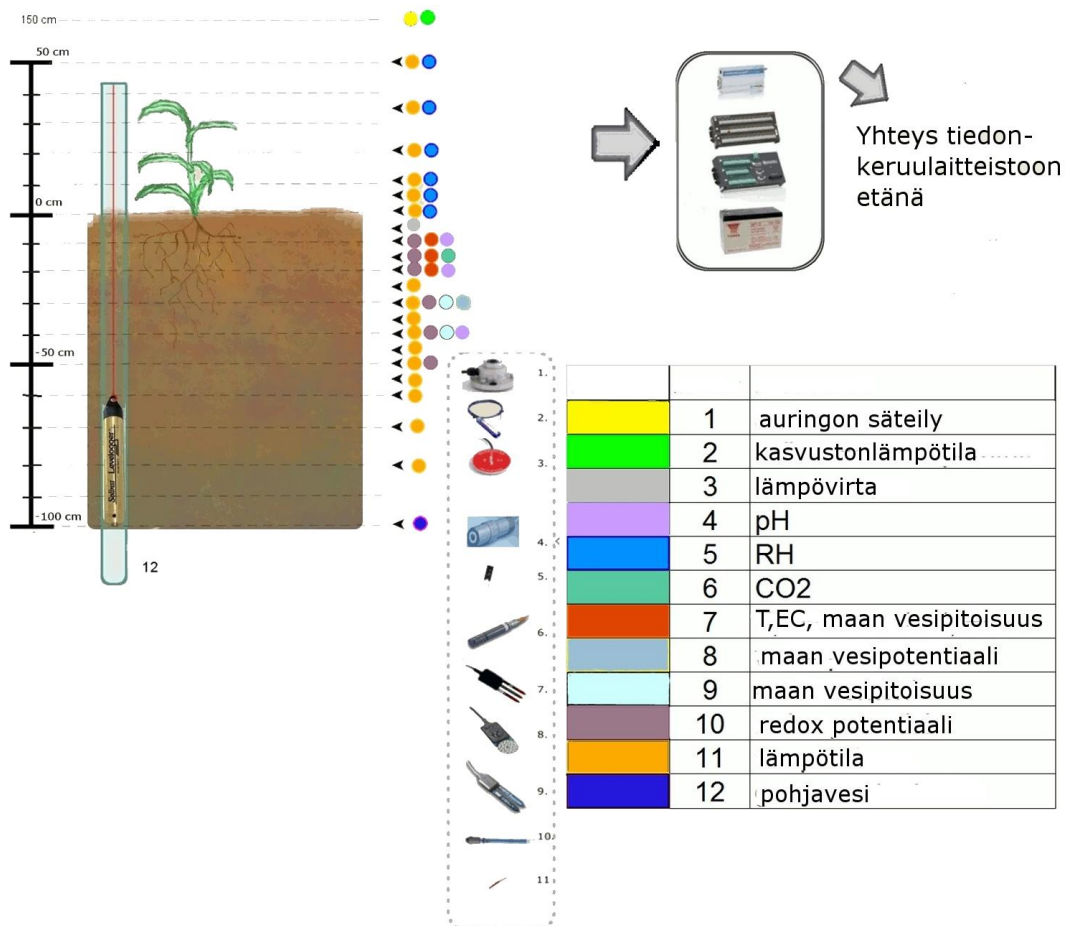 150 cm
50 cm
0 cm
-50 cm
-100 cm
12
Solinst Levelogger
Yhteys tiedon-
keruulaitteistoon
etänä
1.
2.
3.
4.
5.
6.
7.
8.
9.
10.
11
1 auringon säteily
2 kasvustonlämpötila
3 lämpövirta
4 pH
5 RH
6 CO2
7 T,EC, maan vesipitoisuus
8 maan vesipotentiaali
9 maan vesipitoisuus
10 redox potentiaali
11 lämpötila
12 pohjavesi